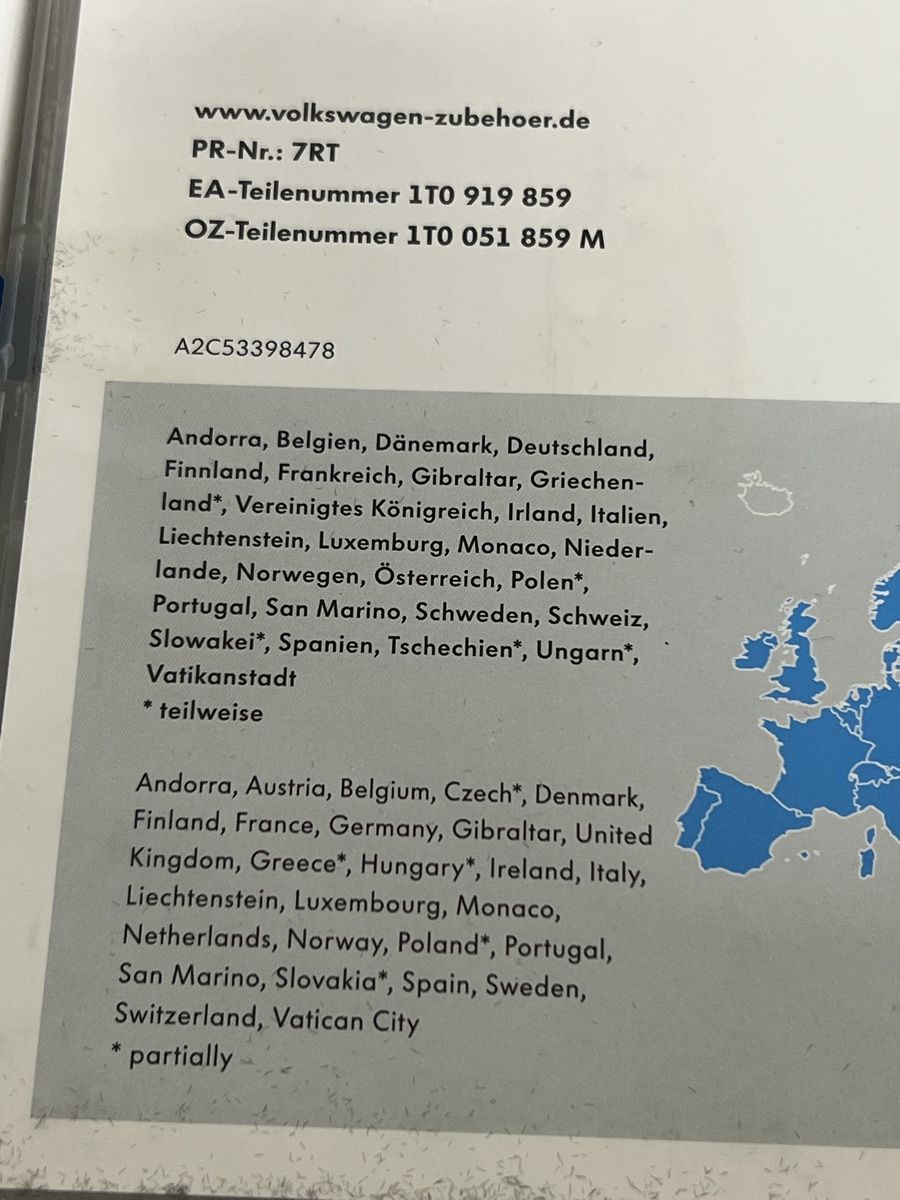 www.volkswagen-zubehoer.de
PR-Nr.: 7RT
EA-Teilenummer 1T0 919 859
OZ-Teilenummer 1T0 051 859 M
A2C53398478
Andorra, Belgien, Dänemark, Deutschland,
Finnland, Frankreich, Gibraltar, Griechen-
land*, Vereinigtes Königreich, Irland, Italien,
Liechtenstein, Luxemburg, Monaco, Nieder-
lande, Norwegen, Österreich, Polen*,
Portugal, San Marino, Schweden, Schweiz,
Slowakei*, Spanien, Tschechien*, Ungarn*,
Vatikanstadt
* teilweise
Andorra, Austria, Belgium, Czech*, Denmark,
Finland, France, Germany, Gibraltar, United
Kingdom, Greece*, Hungary*, Ireland, Italy,
Liechtenstein, Luxembourg, Monaco,
Netherlands, Norway, Poland*, Portugal,
San Marino, Slovakia*, Spain, Sweden,
Switzerland, Vatican City
* partially